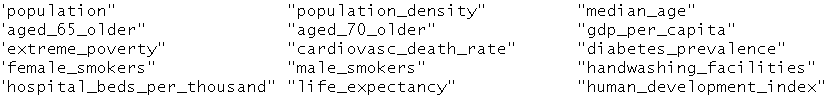 'population" "population_density" "median_age"
'aged_65_older" "aged_70_older" "gdp_per_capita"
'extreme_poverty" "cardiovasc_death_rate" "diabetes_prevalence"
'female_smokers" "male_smokers" "handwashing_facilities"
'hospital_beds_per_thousand" "life_expectancy" "human_development_index"